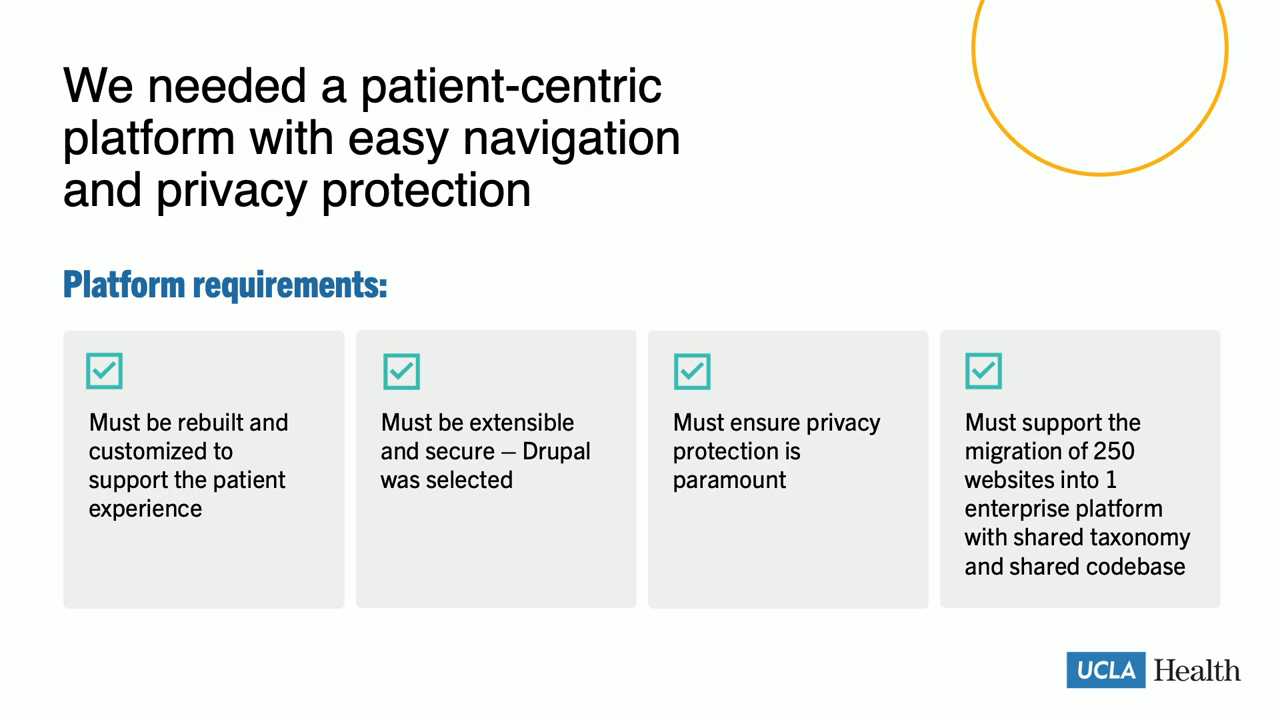 We needed a patient-centric
platform with easy navigation
and privacy protection
Platform requirements:
Must be rebuilt and
customized to
support the patient
experience
Must be extensible
and secure – Drupal
was selected
Must ensure privacy
protection is
paramount
Must support the
migration of 250
websites into 1
enterprise platform
with shared taxonomy
and shared codebase
UCLA Health